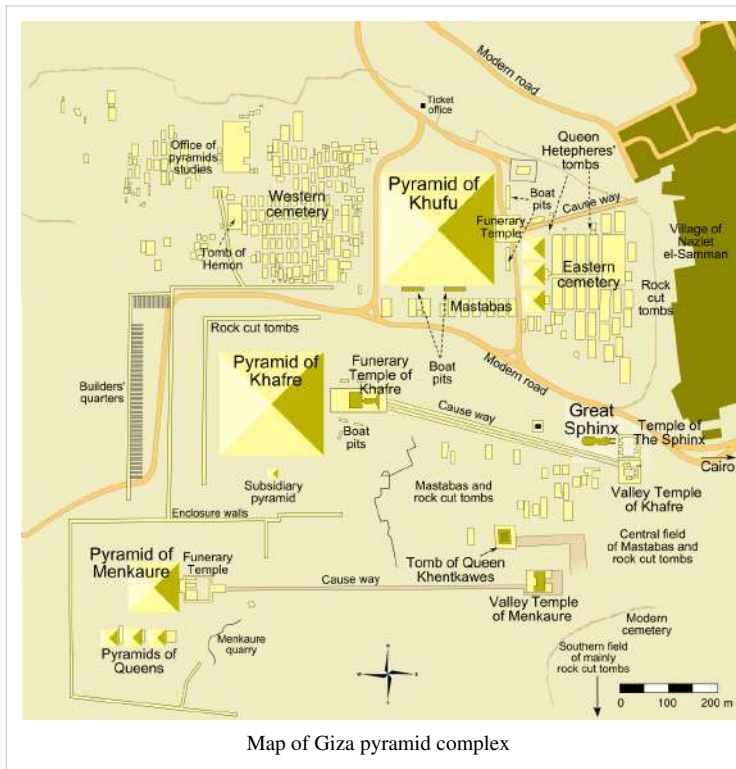 Modern road
Ticket
office
Office of
pyramids
studies
Queen
Hetepheres'
tombs
Western
cemetery
Pyramid of
Khufu
Boat
pits
Cause way
Funerary
Temple
Village of
Nazlet
el-Samman
Tomb of
Hemon
Eastern
cemetery
Rock
cut
tombs
Mastabas
Rock cut tombs
Boat
pits
Modern road
Pyramid of
Khafre
Funerary
Temple of
Khafre
Builders'
quarters
Cause way
Great
Sphinx
Temple of
The Sphinx
Boat
pits
Cairo
Subsidiary
pyramid
Mastabas and
rock cut tombs
Valley Temple
of Khafre
Enclosure walls
Central field
of Mastabas and
rock cut tombs
Pyramid of
Menkaure
Funerary
Temple
Tomb of Queen
Khentkawes
Cause way
Valley Temple
of Menkaure
Modern
cemetery
Pyramids of
Queens
Menkaure
quarry
Southern field
of mainly
rock cut tombs
N
W
E
S
0 100 200 m
Map of Giza pyramid complex